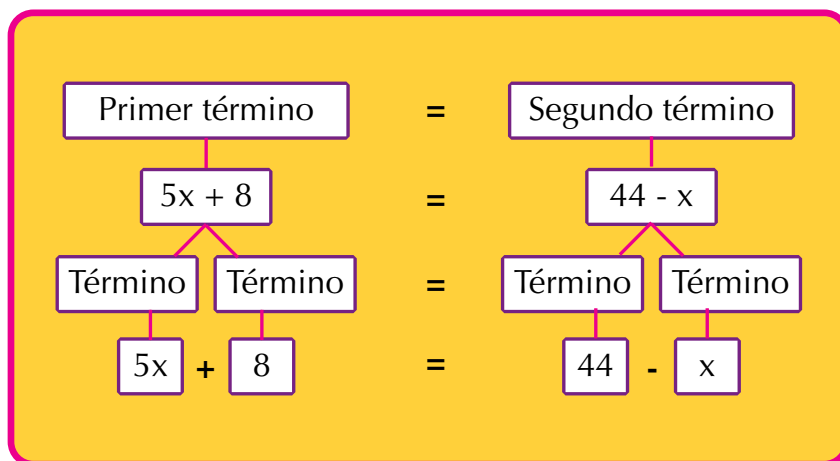 Primer término = Segundo término
5x + 8 = 44 - x
Término Término = Término Término
5x + 8 = 44 - x